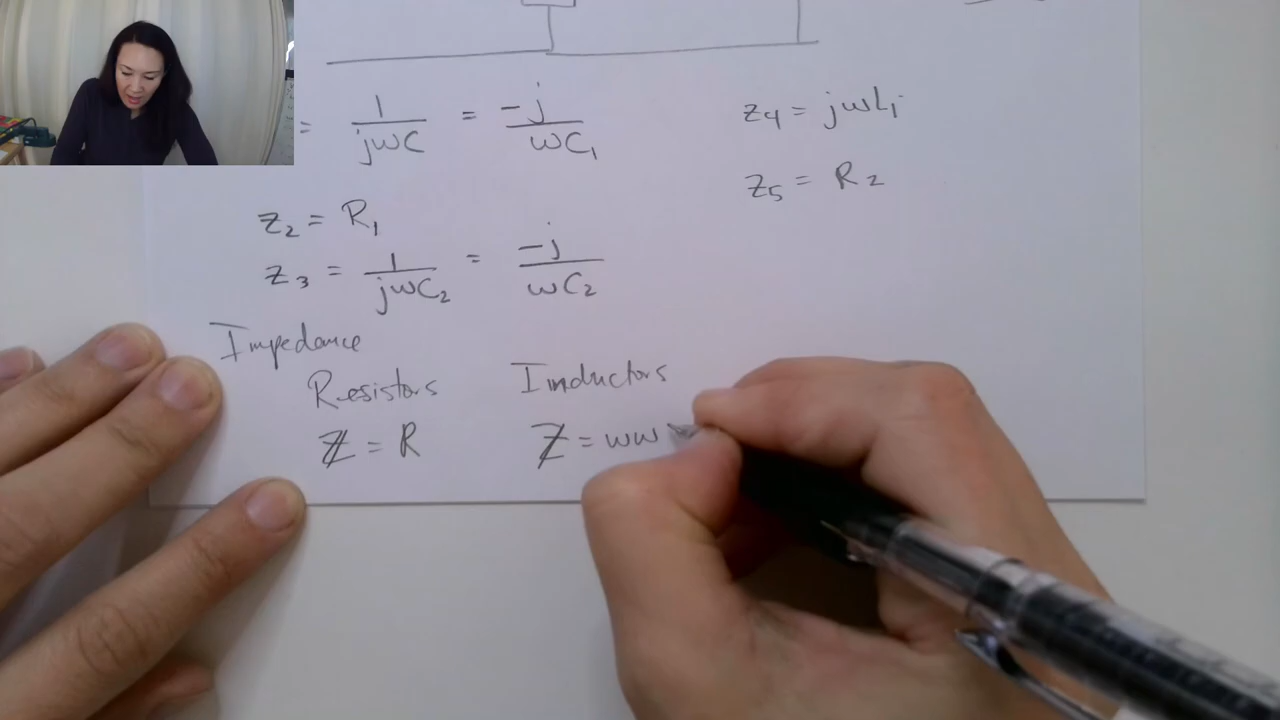 = 1/jωC = -j/ωC₁
z₄ = jωL₁
z₅ = R₂
z₂ = R₁
z₃ = 1/jωC₂ = -j/ωC₂
Impedance
Resistors Inductors
Z = R Z = ωω